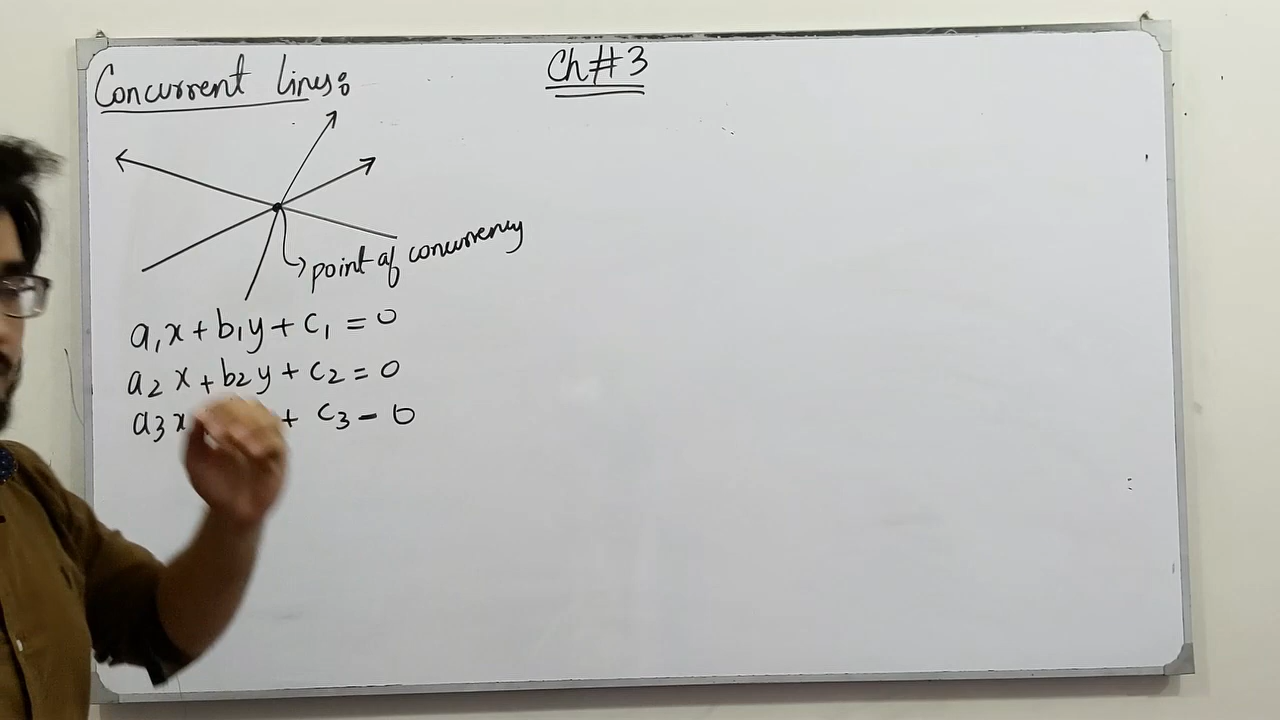 Concurrent lines:
Ch#3
point of concurrency
a₁x + b₁y + c₁ = 0
a₂x + b₂y + c₂ = 0
a₃x + c₃ - 0